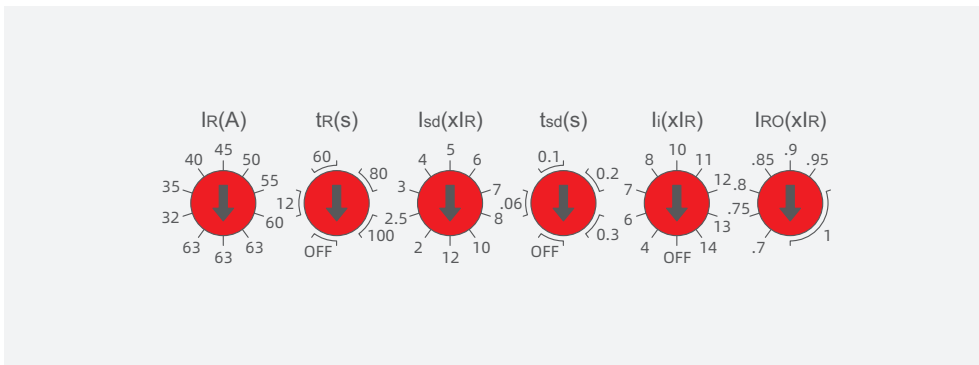 IR(A) tR(s) Isd(xIR) tsd(s) Ii(xIR) IRO(xIR)
45 60 5 0.1 10 .9
40 50 80 4 6 0.2 8 11 .85 .95
35 55 3 7 7 12 .8
32 60 12 100 2.5 8 .06 0.3 6 13 .75 1
63 63 OFF 2 10 OFF 4 14 .7
63 12 OFF